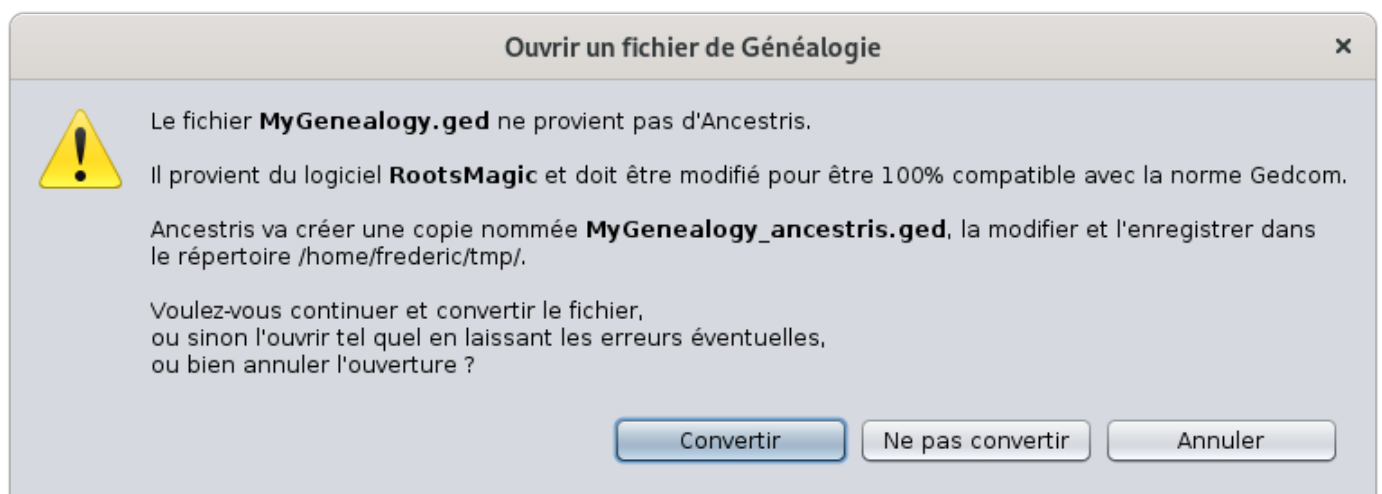 Ouvrir un fichier de Généalogie
Le fichier MyGenealogy.ged ne provient pas d'Ancestris.
Il provient du logiciel RootsMagic et doit être modifié pour être 100% compatible avec la norme Gedcom.
Ancestris va créer une copie nommée MyGenealogy_ancestris.ged, la modifier et l'enregistrer dans
le répertoire /home/frederic/tmp/.
Voulez-vous continuer et convertir le fichier,
ou sinon l'ouvrir tel quel en laissant les erreurs éventuelles,
ou bien annuler l'ouverture ?
Convertir Ne pas convertir Annuler